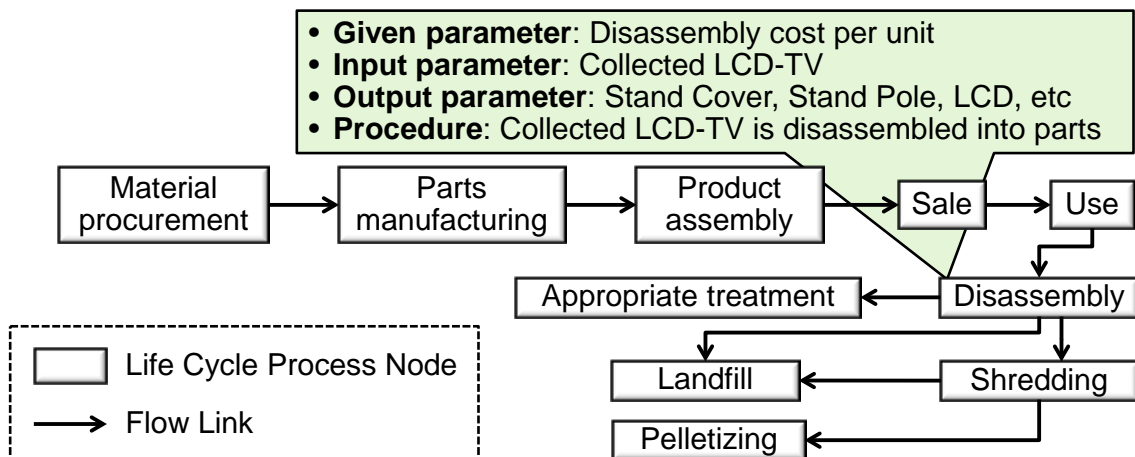 • Given parameter: Disassembly cost per unit
• Input parameter: Collected LCD-TV
• Output parameter: Stand Cover, Stand Pole, LCD, etc
• Procedure: Collected LCD-TV is disassembled into parts
Material
procurement
Parts
manufacturing
Product
assembly
Sale
Use
Appropriate treatment
Disassembly
Landfill
Shredding
Pelletizing
Life Cycle Process Node
Flow Link